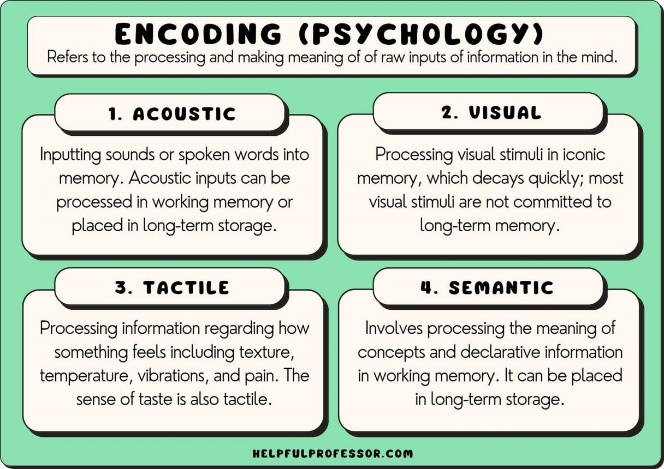 ENCODING (PSYCHOLOGY)
Refers to the processing and making meaning of of raw inputs of information in the mind.
1. ACOUSTIC
Inputting sounds or spoken words into
memory. Acoustic inputs can be
processed in working memory or
placed in long-term storage.
2. VISUAL
Processing visual stimuli in iconic
memory, which decays quickly; most
visual stimuli are not committed to
long-term memory.
3. TACTILE
Processing information regarding how
something feels including texture,
temperature, vibrations, and pain. The
sense of taste is also tactile.
4. SEMANTIC
Involves processing the meaning of
concepts and declarative information
in working memory. It can be placed
in long-term storage.
HELPFULPROFESSOR.COM